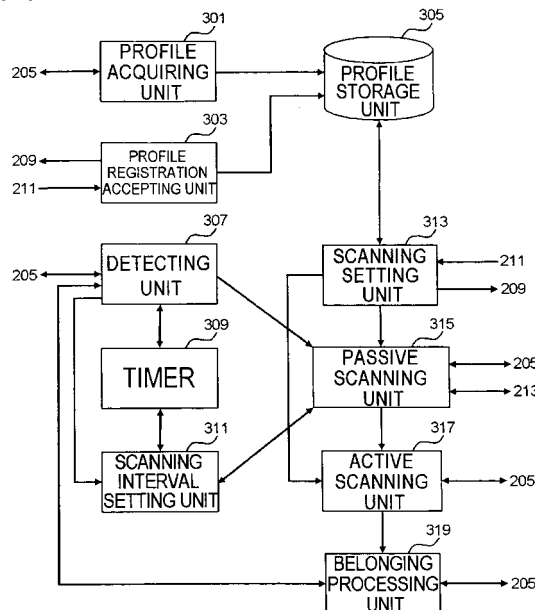 301
305
PROFILE
ACQUIRING
UNIT
205
PROFILE
STORAGE
UNIT
303
209
211
PROFILE
REGISTRATION
ACCEPTING UNIT
307
313
205
DETECTING
UNIT
SCANNING
SETTING
UNIT
211
209
309
315
TIMER
PASSIVE
SCANNING
UNIT
205
213
311
317
SCANNING
INTERVAL
SETTING UNIT
ACTIVE
SCANNING
UNIT
205
319
BELONGING
PROCESSING
UNIT
205